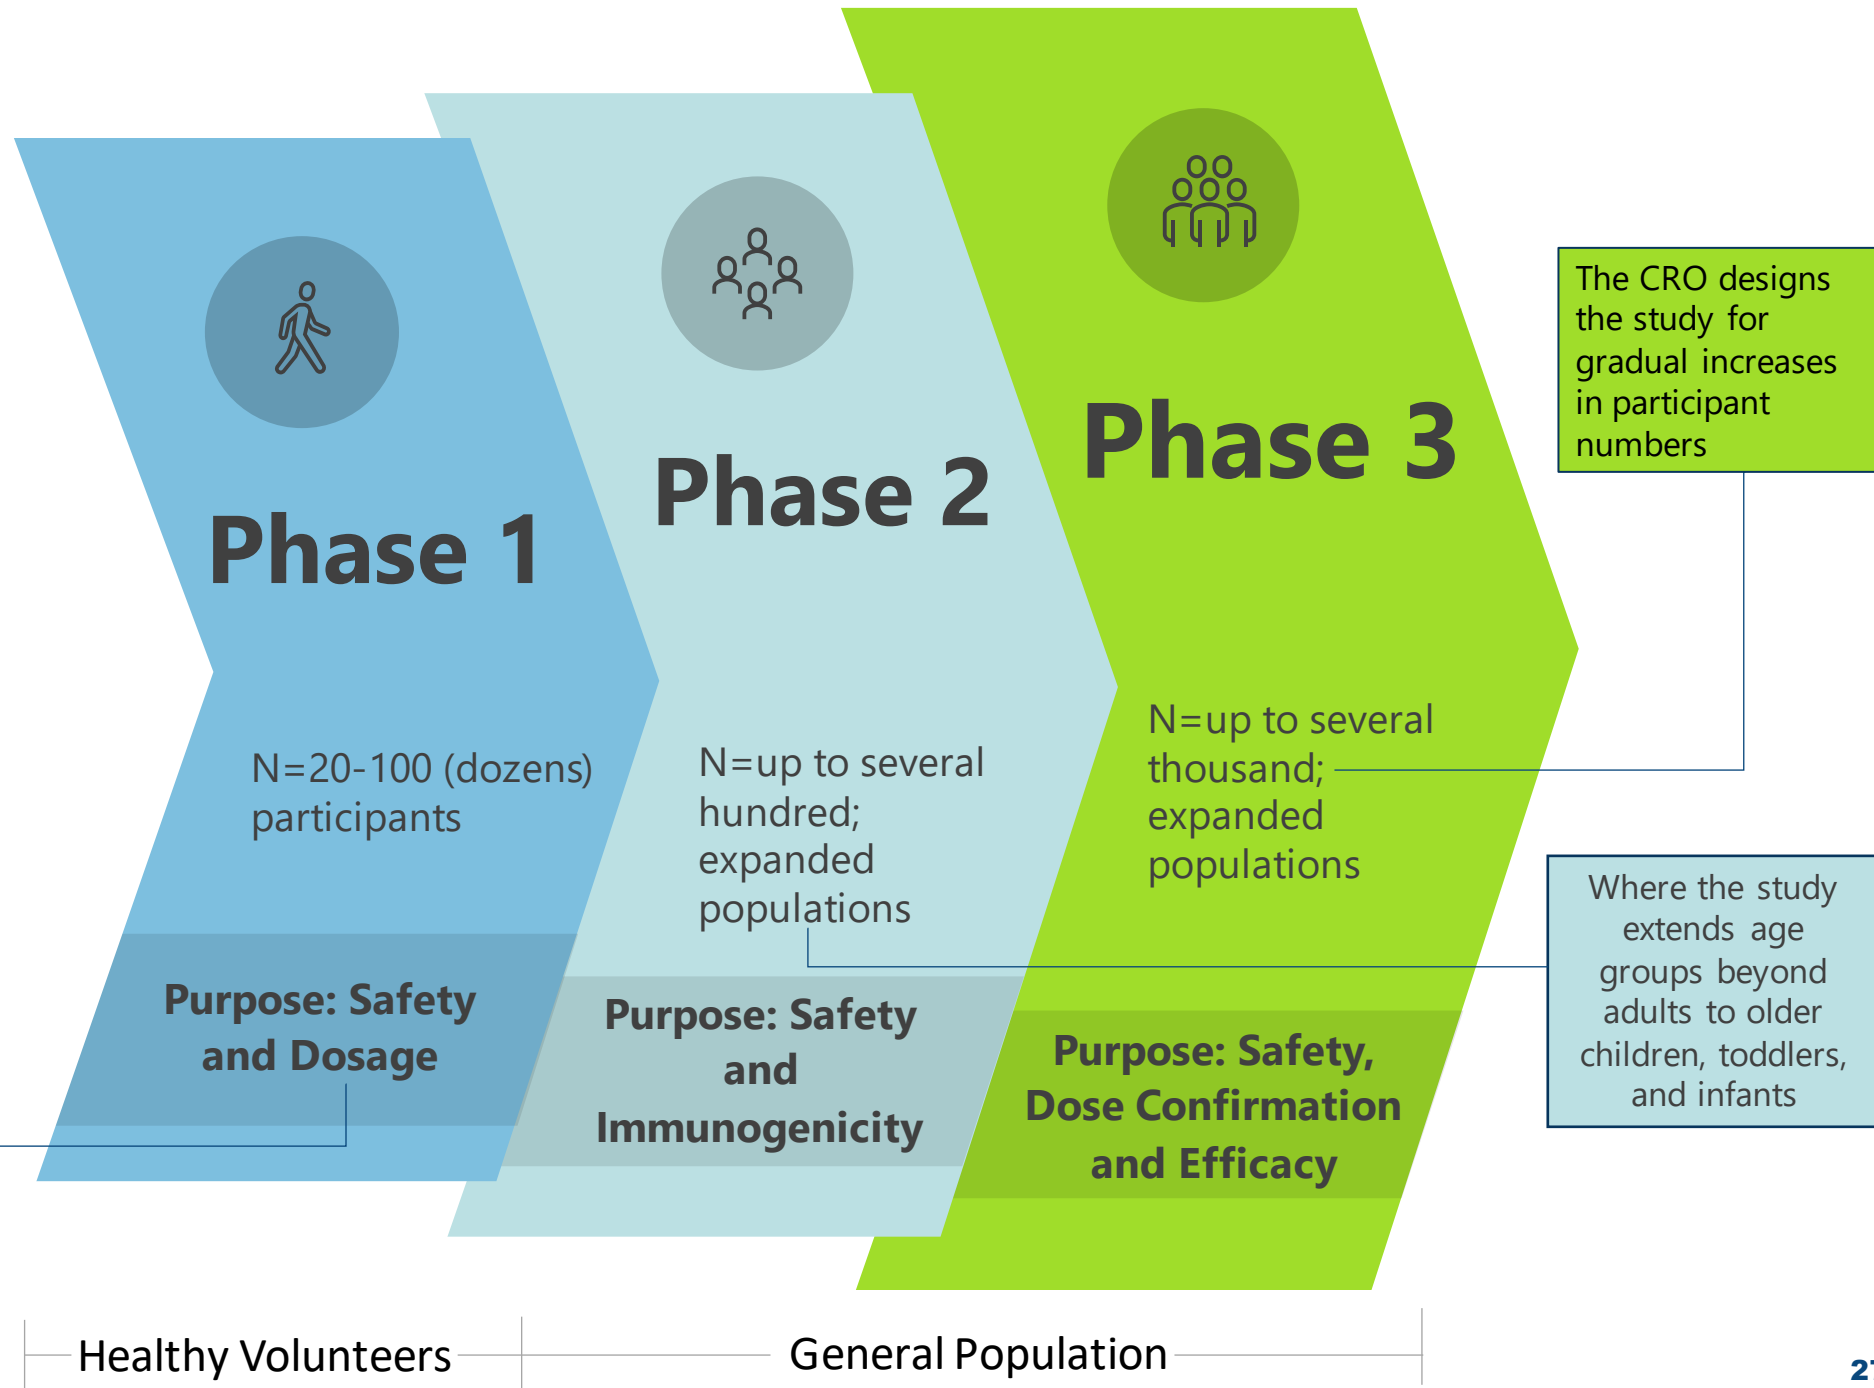 Phase 1
N=20-100 (dozens)
participants
Purpose: Safety
and Dosage
Phase 2
N=up to several
hundred;
expanded
populations
Purpose: Safety
and
Immunogenicity
Phase 3
N=up to several
thousand;
expanded
populations
Purpose: Safety,
Dose Confirmation
and Efficacy
The CRO designs
the study for
gradual increases
in participant
numbers
Where the study
extends age
groups beyond
adults to older
children, toddlers,
and infants
Healthy Volunteers
General Population